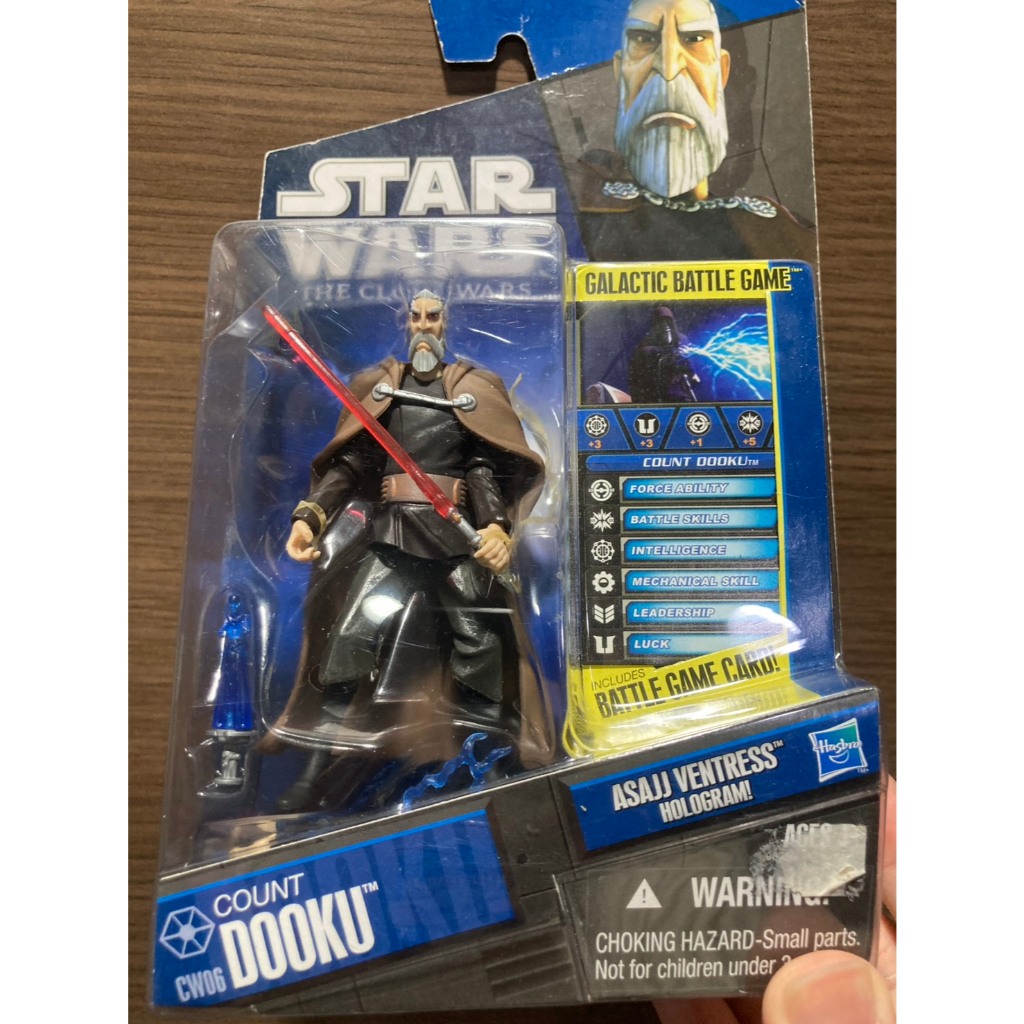 STAR
WARS
THE CLONE WARS
GALACTIC BATTLE GAME™
+3 +3 +1 +5
COUNT DOOKU™
FORCE ABILITY
BATTLE SKILLS
INTELLIGENCE
MECHANICAL SKILL
LEADERSHIP
LUCK
INCLUDES
BATTLE GAME CARD!
Hasbro
ASAJJ VENTRESS™
HOLOGRAM!
COUNT
DOOKU™
CW06
AGES
WARNING:
CHOKING HAZARD-Small parts.
Not for children under